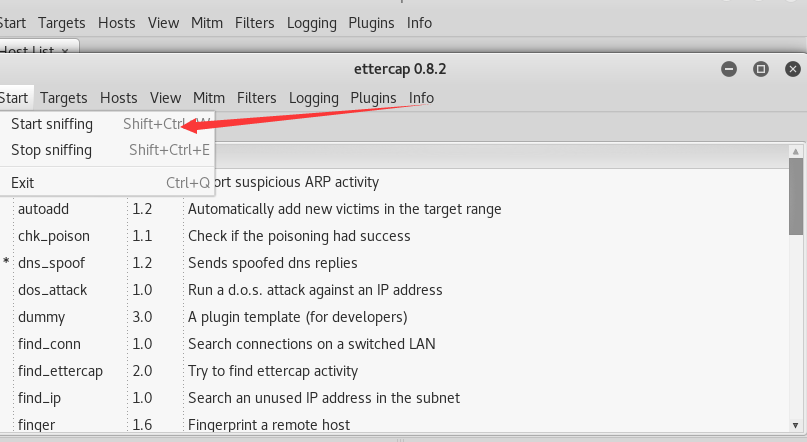 Start Targets Hosts View Mitm Filters Logging Plugins Info
Host List ×
ettercap 0.8.2
Start Targets Hosts View Mitm Filters Logging Plugins Info
Start sniffing Shift+Ctrl+W
Stop sniffing Shift+Ctrl+E
Exit Ctrl+Q
ort suspicious ARP activity
autoadd 1.2 Automatically add new victims in the target range
chk_poison 1.1 Check if the poisoning had success
* dns_spoof 1.2 Sends spoofed dns replies
dos_attack 1.0 Run a d.o.s. attack against an IP address
dummy 3.0 A plugin template (for developers)
find_conn 1.0 Search connections on a switched LAN
find_ettercap 2.0 Try to find ettercap activity
find_ip 1.0 Search an unused IP address in the subnet
finger 1.6 Fingerprint a remote host